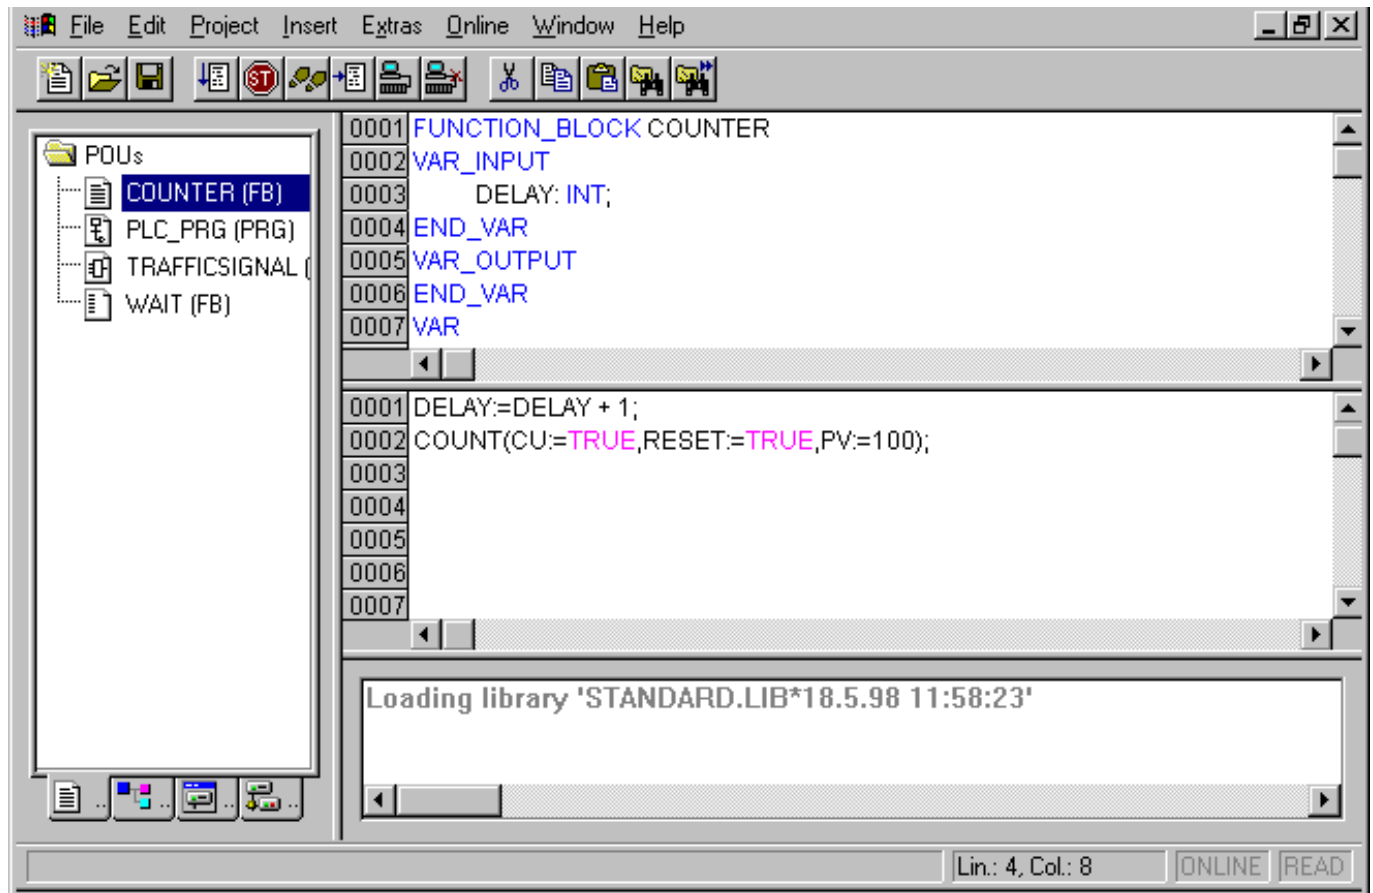 File Edit Project Insert Extras Online Window Help
ST
POUs
COUNTER (FB)
PLC_PRG (PRG)
TRAFFICSIGNAL (
WAIT (FB)
0001 FUNCTION_BLOCK COUNTER
0002 VAR_INPUT
0003 DELAY: INT;
0004 END_VAR
0005 VAR_OUTPUT
0006 END_VAR
0007 VAR
0001 DELAY:=DELAY + 1;
0002 COUNT(CU:=TRUE,RESET:=TRUE,PV:=100);
0003
0004
0005
0006
0007
Loading library 'STANDARD.LIB*18.5.98 11:58:23'
.. .. .. ..
Lin.: 4, Col.: 8 ONLINE READ